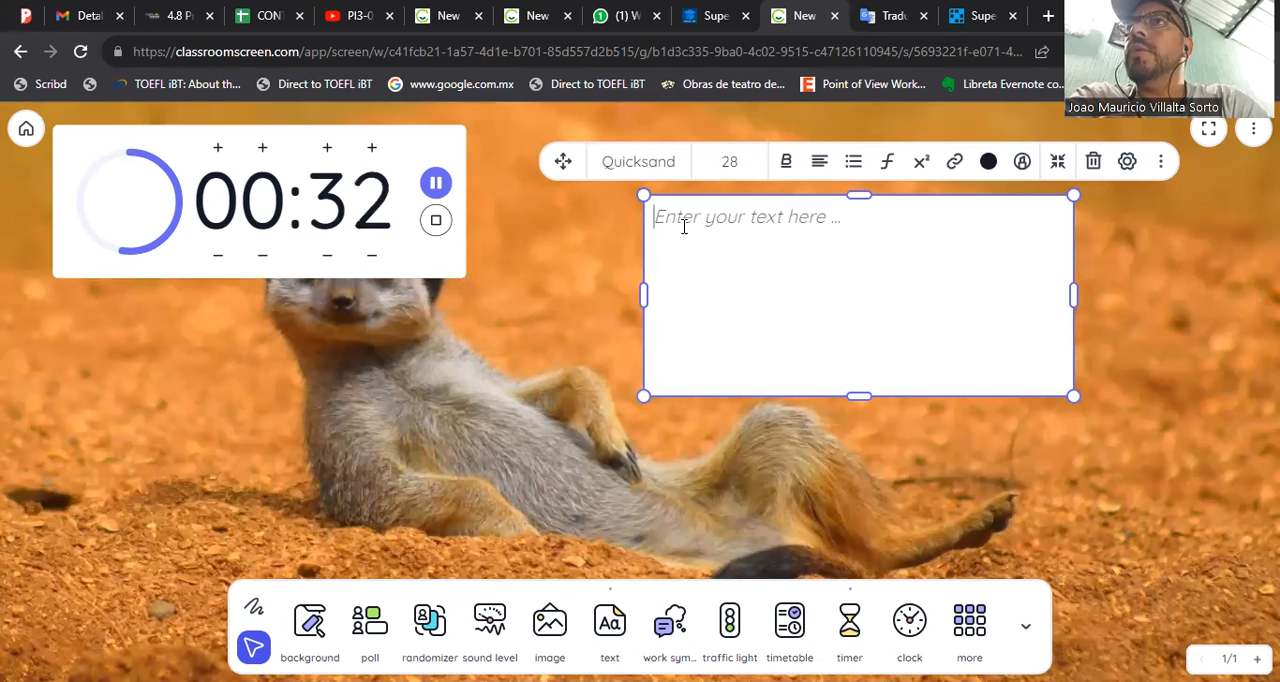 Detal
4.8 P
CON
PI3-0
New
New
(1) W
Supe
New
Tradu
Supe
https://classroomscreen.com/app/screen/w/c41fcb21-1a57-4d1e-b701-85d557d2b515/g/b1d3c335-9ba0-4c02-9515-c47126110945/s/5693221f-e071-4...
Scribd
TOEFL iBT: About th...
Direct to TOEFL iBT
www.google.com.mx
Direct to TOEFL iBT
Obras de teatro de...
Point of View Work...
Libreta Evernote co...
Joao Mauricio Villalta Sorto
00:32
Quicksand 28
Enter your text here ...
background poll randomizer sound level image text work sym... traffic light timetable timer clock more
1/1